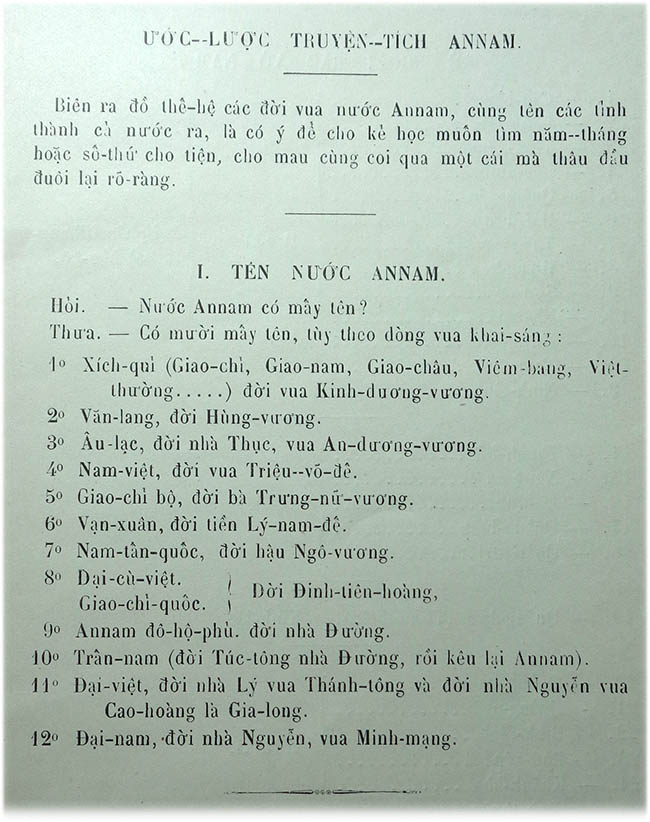 ƯỚC--LƯỢC TRUYỆN--TÍCH ANNAM.
Biên ra đồ thế-hệ các đời vua nước Annam, cùng tên các tỉnh
thành cả nước ra, là có ý để cho kẻ học muốn tìm năm--tháng
hoặc số-thứ cho tiện, cho mau cùng coi qua một cái mà thâu đầu
đuôi lại rõ-ràng.
I. TÊN NƯỚC ANNAM.
Hỏi. — Nước Annam có mấy tên?
Thưa. — Có mười mấy tên, tùy theo dòng vua khai-sáng:
1º Xích-quỉ (Giao-chỉ, Giao-nam, Giao-châu, Viêm-bang, Việt-
thường.....) đời vua Kinh-dương-vương.
2º Văn-lang, đời Hùng-vương.
3º Âu-lạc, đời nhà Thục, vua An-dương-vương.
4º Nam-việt, đời vua Triệu--võ-đế.
5º Giao-chỉ bộ, đời bà Trưng-nữ-vương.
6º Vạn-xuân, đời tiền Lý-nam-đế.
7º Nam-tấn-quốc, đời hậu Ngô-vương.
8º Đại-cù-việt.
Giao-chỉ-quốc. } Đời Đinh-tiên-hoàng,
9º Annam đô-hộ-phủ. đời nhà Đường.
10º Trấn-nam (đời Túc-tông nhà Đường, rồi kêu lại Annam).
11º Đại-việt, đời nhà Lý vua Thánh-tông và đời nhà Nguyễn vua
Cao-hoàng là Gia-long.
12º Đại-nam, đời nhà Nguyễn, vua Minh-mạng.